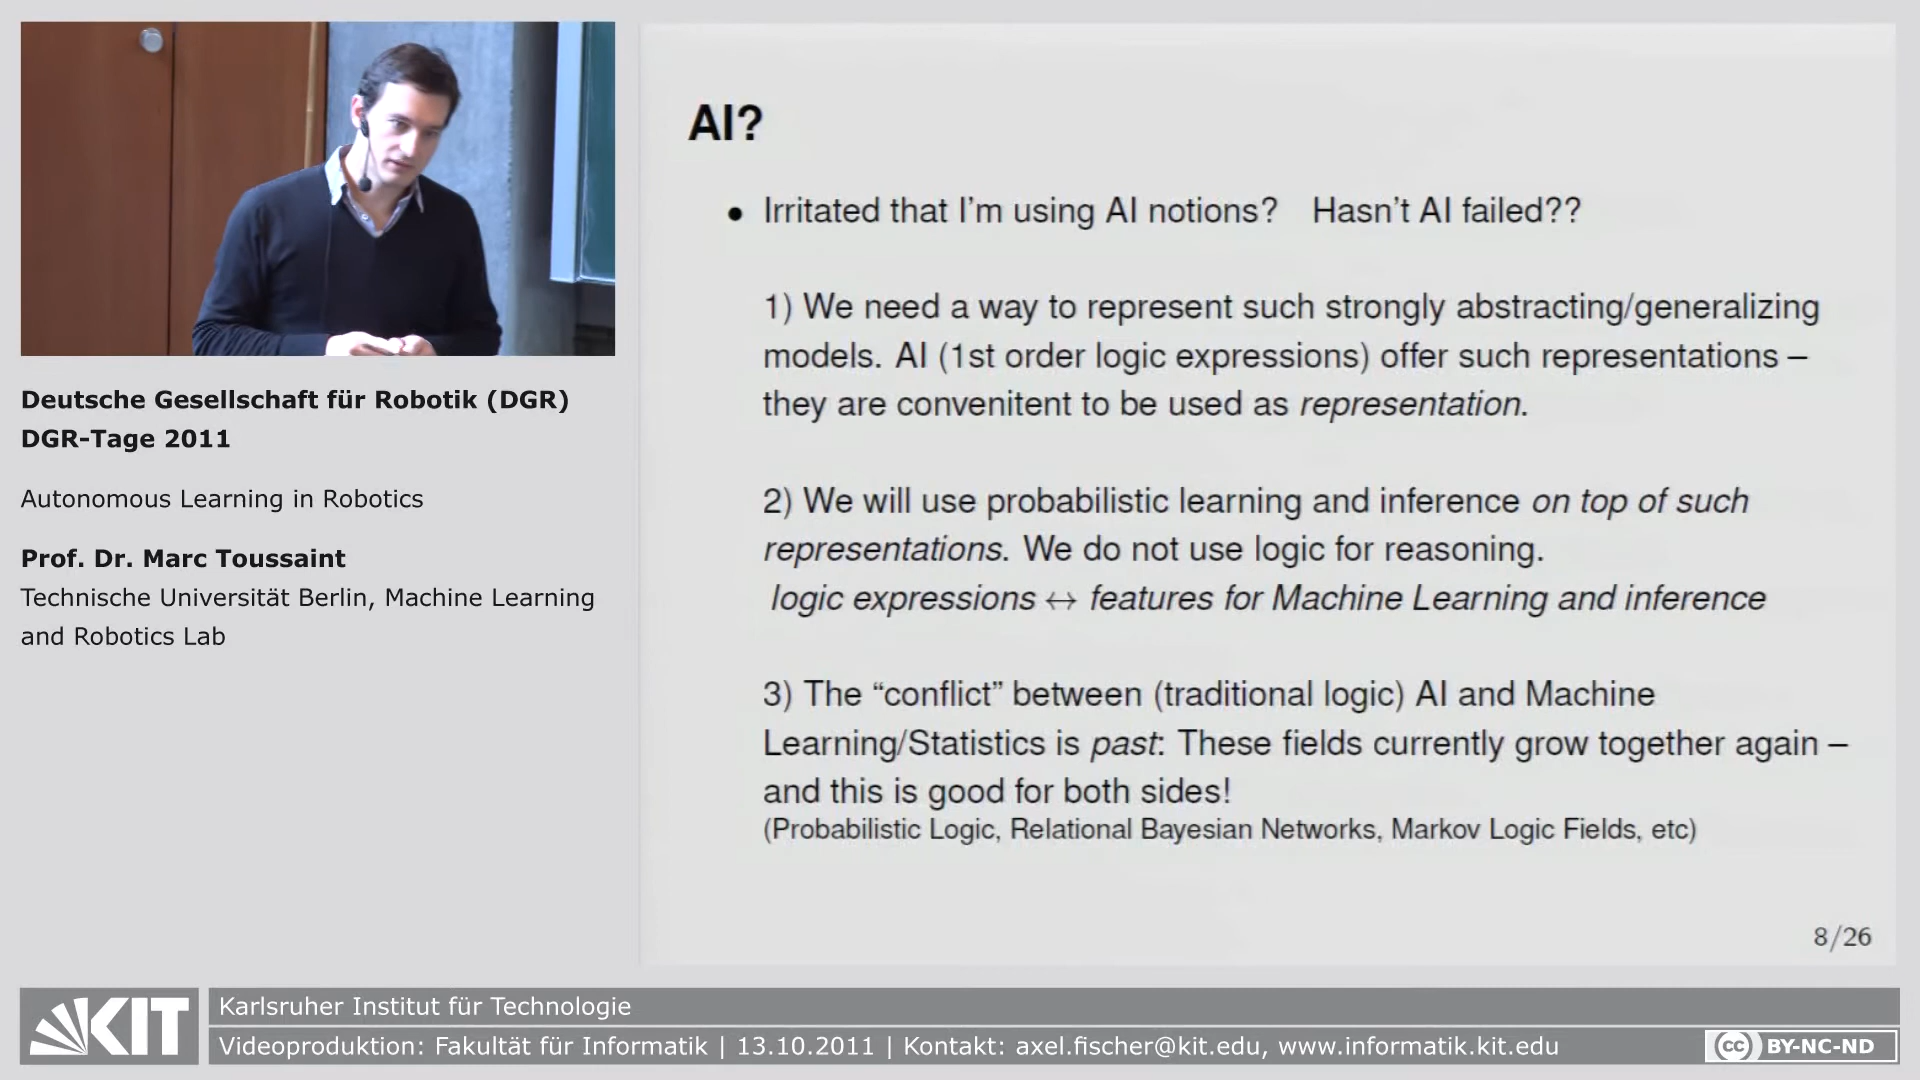 Deutsche Gesellschaft für Robotik (DGR)
DGR-Tage 2011
Autonomous Learning in Robotics
Prof. Dr. Marc Toussaint
Technische Universität Berlin, Machine Learning
and Robotics Lab
AI?
• Irritated that I'm using AI notions? Hasn't AI failed??
1) We need a way to represent such strongly abstracting/generalizing
models. AI (1st order logic expressions) offer such representations –
they are convenitent to be used as representation.
2) We will use probabilistic learning and inference on top of such
representations. We do not use logic for reasoning.
logic expressions ↔ features for Machine Learning and inference
3) The “conflict” between (traditional logic) AI and Machine
Learning/Statistics is past: These fields currently grow together again –
and this is good for both sides!
(Probabilistic Logic, Relational Bayesian Networks, Markov Logic Fields, etc)
8/26
KIT
Karlsruher Institut für Technologie
Videoproduktion: Fakultät für Informatik | 13.10.2011 | Kontakt: axel.fischer@kit.edu, www.informatik.kit.edu
cc BY-NC-ND